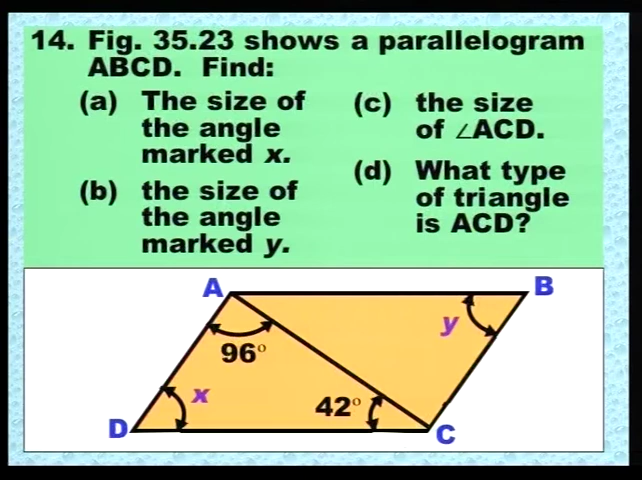 14. Fig. 35.23 shows a parallelogram
ABCD. Find:
(a) The size of
the angle
marked x.
(b) the size of
the angle
marked y.
(c) the size
of ∠ACD.
(d) What type
of triangle
is ACD?
A
B
y
96°
x
42°
D
C